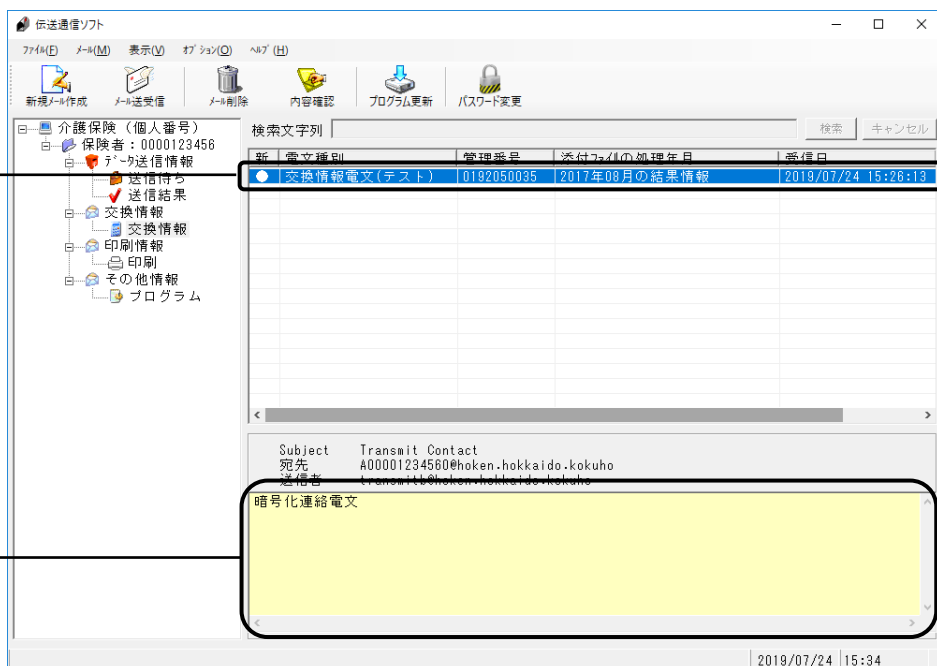 伝送通信ソフト
ファイル(F) メール(M) 表示(V) オプション(O) ヘルプ(H)
新規メール作成 メール送受信 メール削除 内容確認 プログラム更新 パスワード変更
介護保険（個人番号）
保険者：0000123456
データ送信情報
送信待ち
送信結果
交換情報
交換情報
印刷情報
印刷
その他情報
プログラム
検索文字列 検索 キャンセル
新 電文種別 管理番号 添付ファイルの処理年月 受信日
● 交換情報電文(テスト) 0192050035 2017年08月の結果情報 2019/07/24 15:26:13
Subject Transmit Contact
宛先 A00001234560@hoken.hokkaido.kokuho
送信者 transmitb@hoken.hokkaido.kokuho
暗号化連絡電文
2019/07/24 15:34